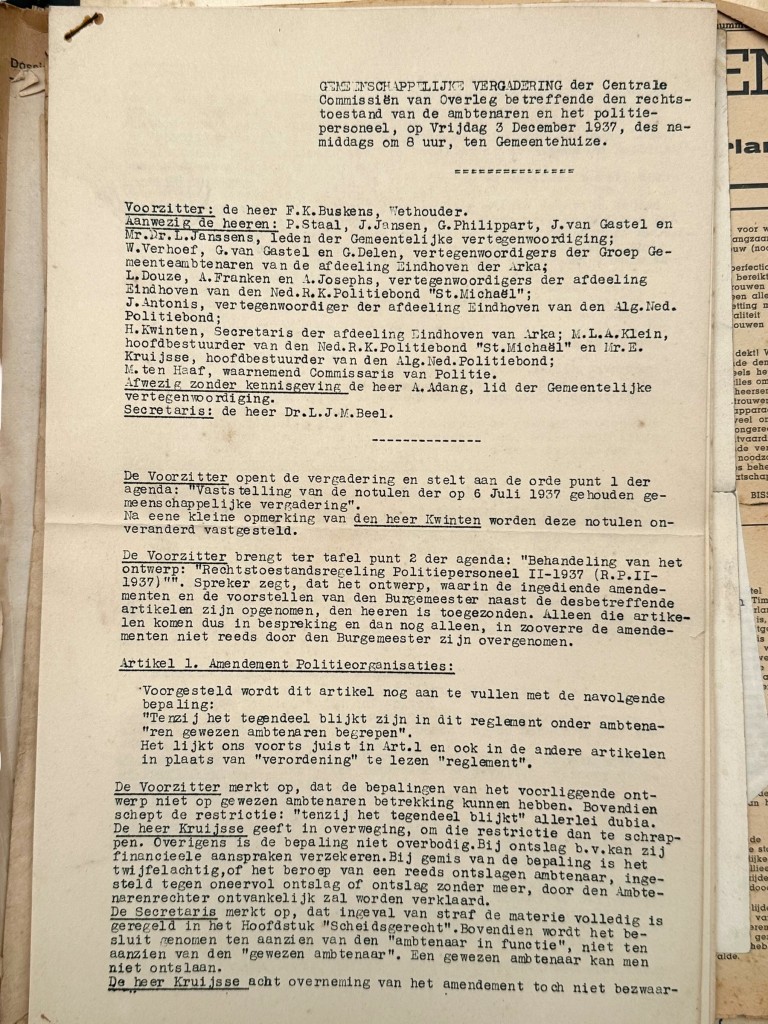 GEMEENSCHAPPELIJKE VERGADERING der Centrale
Commissiën van Overleg betreffende den rechts-
toestand van de ambtenaren en het politie-
personeel, op Vrijdag 3 December 1937, des na-
middags om 8 uur, ten Gemeentehuize.
===============
Voorzitter: de heer F.K.Buskens, Wethouder.
Aanwezig de heeren: P.Staal, J.Jansen, G.Philippart, J.van Gastel en
Mr.Dr.L.Janssens, leden der Gemeentelijke vertegenwoordiging;
W.Verhoef, G.van Gastel en G.Delen, vertegenwoordigers der Groep Ge-
meenteambtenaren van de afdeeling Eindhoven der Arka;
L.Douze, A.Franken en A.Josephs, vertegenwoordigers der afdeeling
Eindhoven van den Ned.R.K.Politiebond "St.Michaël";
J.Antonis, vertegenwoordiger der afdeeling Eindhoven van den Alg.Ned.
Politiebond;
H.Kwinten, Secretaris der afdeeling Eindhoven van Arka; M.L.A.Klein,
hoofdbestuurder van den Ned.R.K.Politiebond "St.Michaël" en Mr.E.
Kruijsse, hoofdbestuurder van den Alg.Ned.Politiebond;
M.ten Haaf, waarnemend Commissaris van Politie.
Afwezig zonder kennisgeving de heer A.Adang, lid der Gemeentelijke
vertegenwoordiging.
Secretaris: de heer Dr.L.J.M.Beel.
--------------
De Voorzitter opent de vergadering en stelt aan de orde punt 1 der
agenda: "Vaststelling van de notulen der op 6 Juli 1937 gehouden ge-
meenschappelijke vergadering".
Na eene kleine opmerking van den heer Kwinten worden deze notulen on-
veranderd vastgesteld.
De Voorzitter brengt ter tafel punt 2 der agenda: "Behandeling van het
ontwerp: "Rechtstoestandsregeling Politiepersoneel II-1937 (R.P.II-
1937)"". Spreker zegt, dat het ontwerp, waarin de ingediende amende-
menten en de voorstellen van den Burgemeester naast de desbetreffende
artikelen zijn opgenomen, den heeren is toegezonden. Alleen die artike-
len komen dus in bespreking en dan nog alleen, in zooverre de amende-
menten niet reeds door den Burgemeester zijn overgenomen.
Artikel 1. Amendement Politieorganisaties:
Voorgesteld wordt dit artikel nog aan te vullen met de navolgende
bepaling:
"Tenzij het tegendeel blijkt zijn in dit reglement onder ambtena-
"ren gewezen ambtenaren begrepen".
Het lijkt ons voorts juist in Art.1 en ook in de andere artikelen
in plaats van "verordening" te lezen "reglement".
De Voorzitter merkt op, dat de bepalingen van het voorliggende ont-
werp niet op gewezen ambtenaren betrekking kunnen hebben. Bovendien
schept de restrictie: "tenzij het tegendeel blijkt" allerlei dubia.
De heer Kruijsse geeft in overweging, om die restrictie dan te schrap-
pen. Overigens is de bepaling niet overbodig.Bij ontslag b.v.kan zij
financieele aanspraken verzekeren.Bij gemis van de bepaling is het
twijfelachtig,of het beroep van een reeds ontslagen ambtenaar, inge-
steld tegen oneervol ontslag of ontslag zonder meer, door den Ambte-
narenrechter ontvankelijk zal worden verklaard.
De Secretaris merkt op, dat ingeval van straf de materie volledig is
geregeld in het Hoofdstuk "Scheidsgerecht".Bovendien wordt het be-
sluit genomen ten aanzien van den "ambtenaar in functie", niet ten
aanzien van den "gewezen ambtenaar". Een gewezen ambtenaar kan men
niet ontslaan.
De heer Kruijsse acht overneming van het amendement toch niet bezwaar-